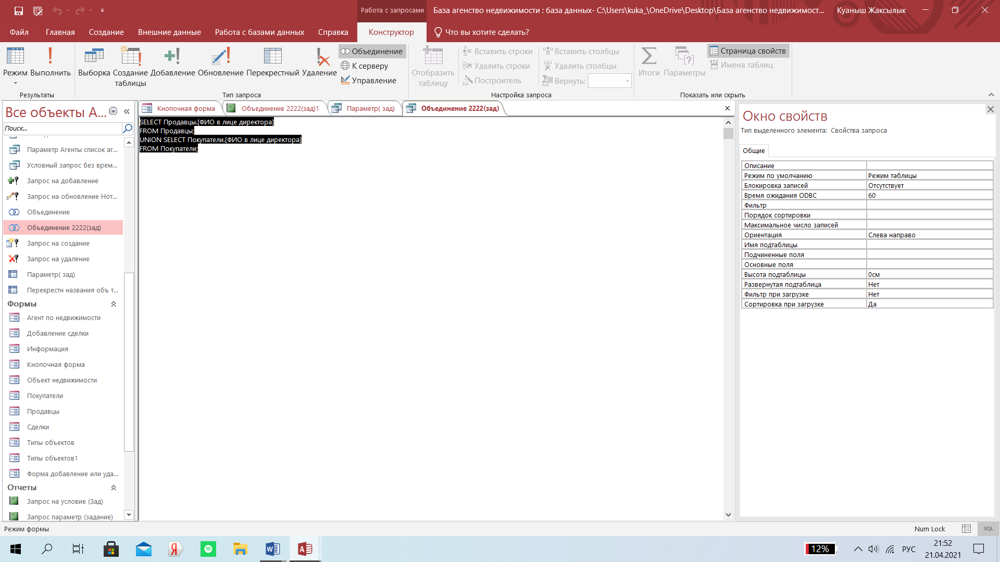 Работа с запросами
База агенство недвижимости : база данных- C:\Users\kuka_\OneDrive\Desktop\База агенство недвижимост...
Куаныш Жаксылык
Файл
Главная
Создание
Внешние данные
Работа с базами данных
Справка
Конструктор
Что вы хотите сделать?
Режим
Выполнить
Результаты
Выборка
Создание таблицы
Добавление
Обновление
Перекрестный
Удаление
Объединение
К серверу
Управление
Тип запроса
Отобразить таблицу
Вставить строки
Удалить строки
Построитель
Вставить столбцы
Удалить столбцы
Вернуть:
Настройка запроса
Итоги
Параметры
Страница свойств
Имена таблиц
Показать или скрыть
Все объекты A...
Поиск...
Параметр Агенты список аг...
Условный запрос без врем...
Запрос на добавление
Запрос на обновление Нот...
Объединение
Объединение 2222(зад)
Запрос на создание
Запрос на удаление
Параметр( зад)
Перекрестн названия объ т...
Формы
Агент по недвижимости
Добавление сделки
Информация
Кнопочная форма
Объект недвижимости
Покупатели
Продавцы
Сделки
Типы объектов
Типы объектов1
Форма добавление или уда...
Отчеты
Запрос на условие (Зад)
Запрос параметр (задание)
Кнопочная форма
Объединение 2222(зад)1
Параметр( зад)
Объединение 2222(зад)
SELECT Продавцы.[ФИО в лице директора]
FROM Продавцы;
UNION SELECT Покупатели.[ФИО в лице директора]
FROM Покупатели;
Окно свойств
Тип выделенного элемента: Свойства запроса
Общие
Описание
Режим по умолчанию Режим таблицы
Блокировка записей Отсутствует
Время ожидания ODBC 60
Фильтр
Порядок сортировки
Максимальное число записей
Ориентация Слева направо
Имя подтаблицы
Подчиненные поля
Основные поля
Высота подтаблицы 0см
Развернутая подтаблица Нет
Фильтр при загрузке Нет
Сортировка при загрузке Да
Режим формы
Num Lock
SQL
12%
РУС
21:52
21.04.2021